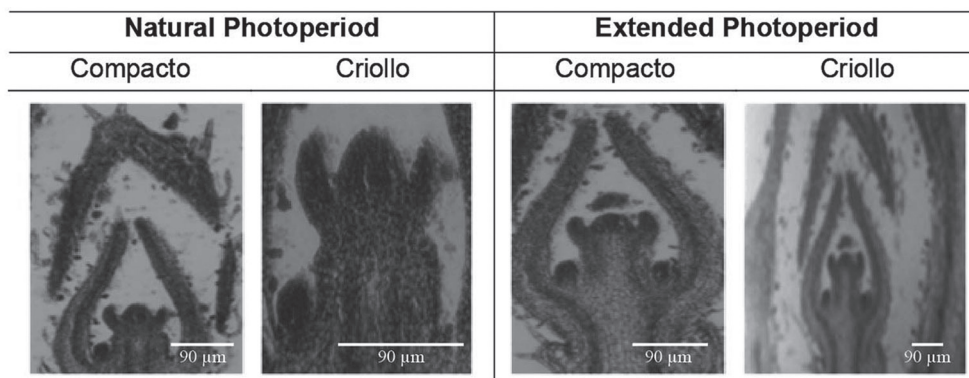 Natural Photoperiod Extended Photoperiod
Compacto Criollo Compacto Criollo
90 µm 90 µm 90 µm 90 µm